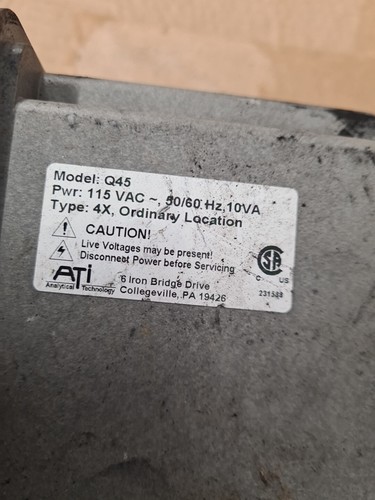 Model: Q45
Pwr: 115 VAC ~, 50/60 Hz, 10VA
Type: 4X, Ordinary Location
CAUTION!
Live Voltages may be present!
Disconnect Power before Servicing
ATi
Analytical Technology
6 Iron Bridge Drive
Collegeville, PA 19426
C US
231588